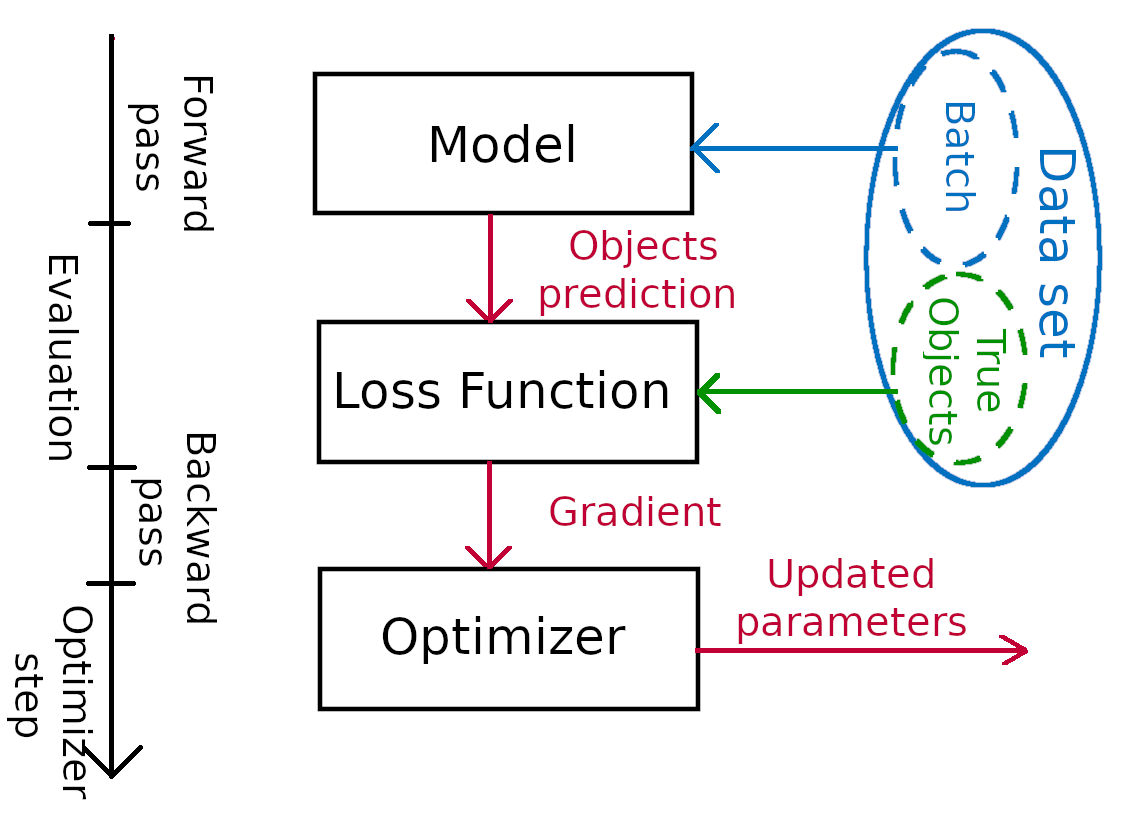 Forward
pass
Evaluation
Backward
pass
Optimizer
step
Model
Objects
prediction
Loss Function
Gradient
Optimizer
Updated
parameters
Data set
Batch
True
Objects